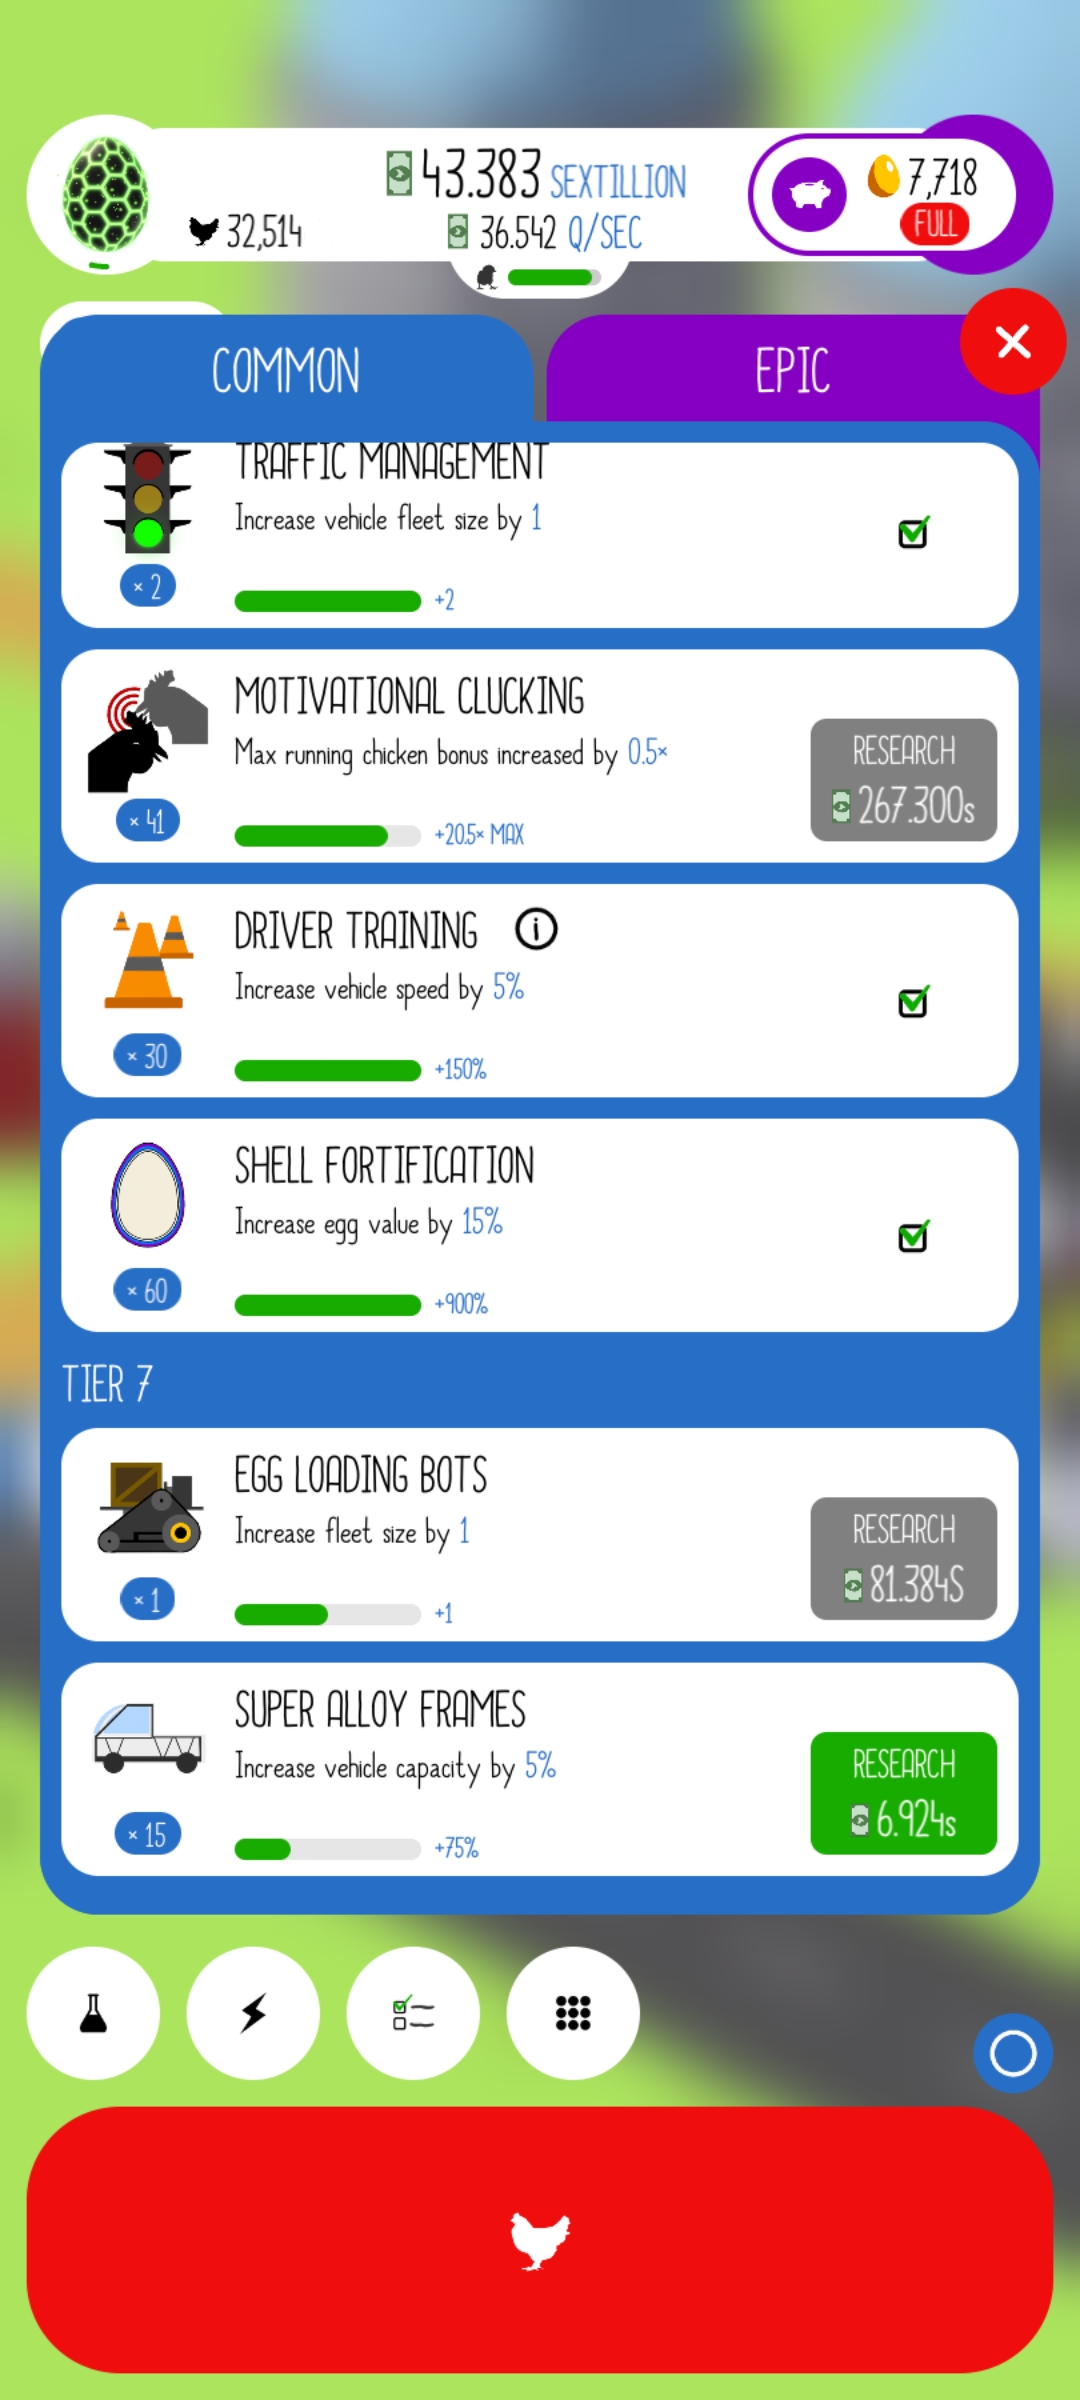 43.383 SEXTILLION
7,718
32,514
36.542 Q/SEC
FULL
COMMON
EPIC
TRAFFIC MANAGEMENT
Increase vehicle fleet size by 1
× 2
+2
MOTIVATIONAL CLUCKING
Max running chicken bonus increased by 0.5×
RESEARCH
267.300s
× 41
+20.5× MAX
DRIVER TRAINING i
Increase vehicle speed by 5%
× 30
+150%
SHELL FORTIFICATION
Increase egg value by 15%
× 60
+900%
TIER 7
EGG LOADING BOTS
Increase fleet size by 1
RESEARCH
81.384S
× 1
+1
SUPER ALLOY FRAMES
Increase vehicle capacity by 5%
RESEARCH
6.924s
× 15
+75%